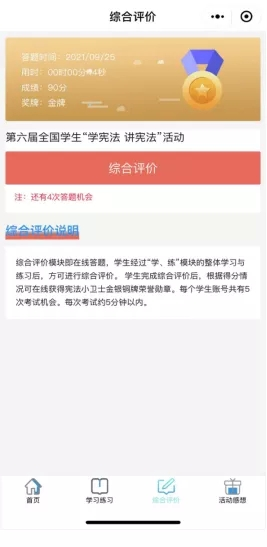 综合评价
答题时间：2021/09/25
用时：00时00分44秒
成绩：90分
奖牌：金牌
第六届全国学生“学宪法 讲宪法”活动
综合评价
注：还有4次答题机会
综合评价说明
综合评价模块即在线答题，学生经过“学、练”模块的整体学习与
练习后，方可进行综合评价。 学生完成综合评价后，根据得分情
况可在线获得宪法小卫士金银铜牌荣誉勋章。每个学生账号共有5
次考试机会。每次考试约5分钟以内。
首页
学习练习
综合评价
活动感想